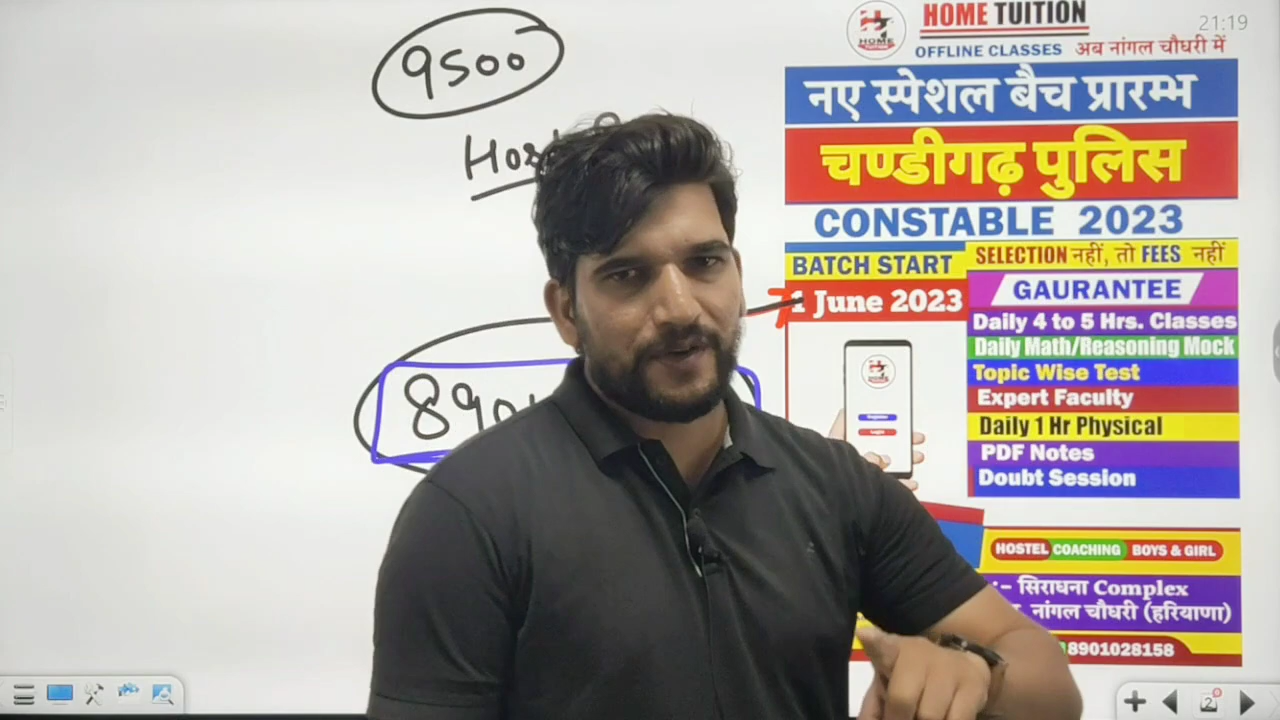 9500
HOME TUITION
21:19
OFFLINE CLASSES अब नांगल चौधरी में
नए स्पेशल बैच प्रारम्भ
चण्डीगढ़ पुलिस
CONSTABLE 2023
BATCH START
1 June 2023
SELECTION नहीं, तो FEES नहीं
GAURANTEE
Daily 4 to 5 Hrs. Classes
Daily Math/Reasoning Mock
Topic Wise Test
Expert Faculty
Daily 1 Hr Physical
PDF Notes
Doubt Session
HOSTEL COACHING BOYS & GIRL
सिराधना Complex
नांगल चौधरी (हरियाणा)
8901028158
2